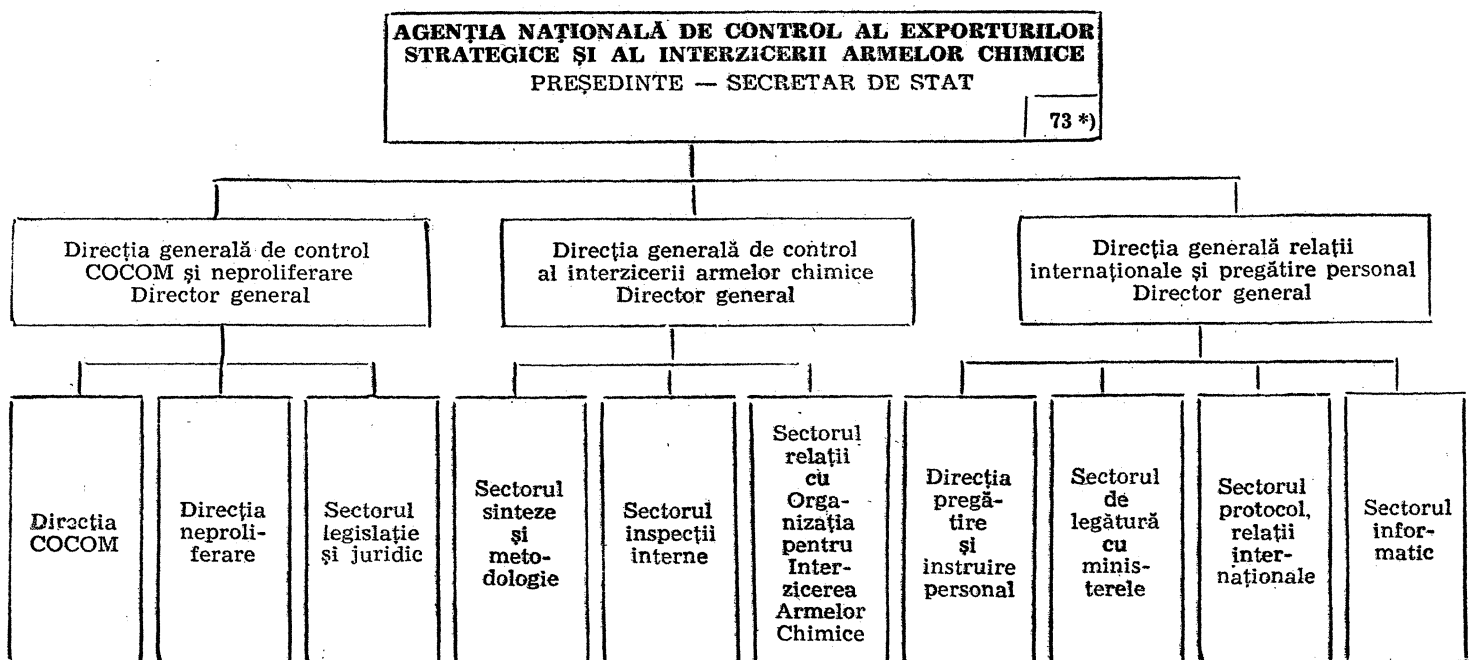 AGENȚIA NAȚIONALĂ DE CONTROL AL EXPORTURILOR
STRATEGICE ȘI AL INTERZICERII ARMELOR CHIMICE
PREȘEDINTE — SECRETAR DE STAT
73 *)
Direcția generală de control
COCOM și neproliferare
Director general
Direcția generală de control
al interzicerii armelor chimice
Director general
Direcția generală relații
internaționale și pregătire personal
Director general
Direcția
COCOM
Direcția
neproli-
ferare
Sectorul
legislație
și juridic
Sectorul
sinteze
și
meto-
dologie
Sectorul
inspecții
interne
Sectorul
relații
cu
Orga-
nizația
pentru
Inter-
zicerea
Armelor
Chimice
Direcția
pregă-
tire
și
instruire
personal
Sectorul
de
legătură
cu
minis-
terele
Sectorul
protocol,
relații
inter-
naționale
Sectorul
infor-
matic